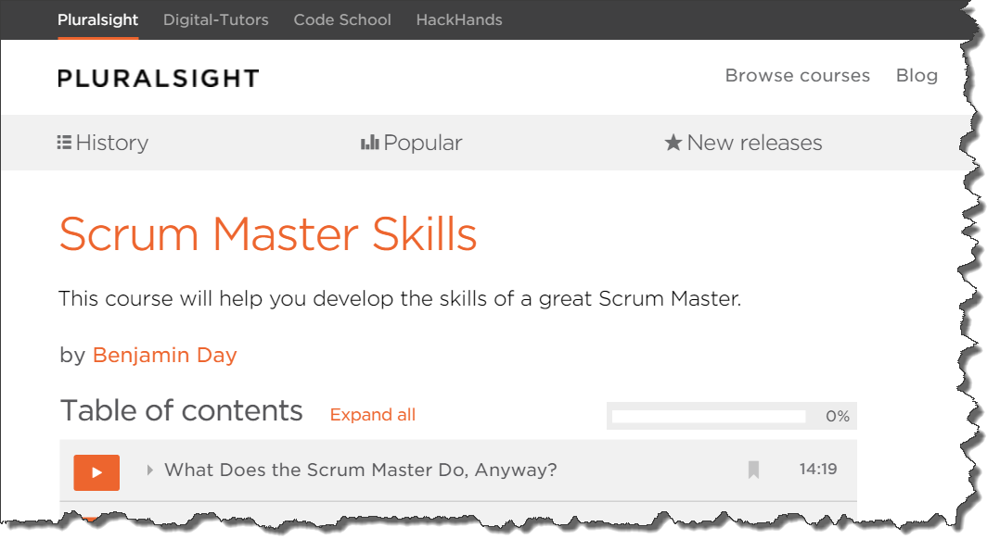 Pluralsight Digital-Tutors Code School HackHands
PLURALSIGHT
Browse courses Blog
History Popular New releases
Scrum Master Skills
This course will help you develop the skills of a great Scrum Master.
by Benjamin Day
Table of contents Expand all 0%
What Does the Scrum Master Do, Anyway? 14:19